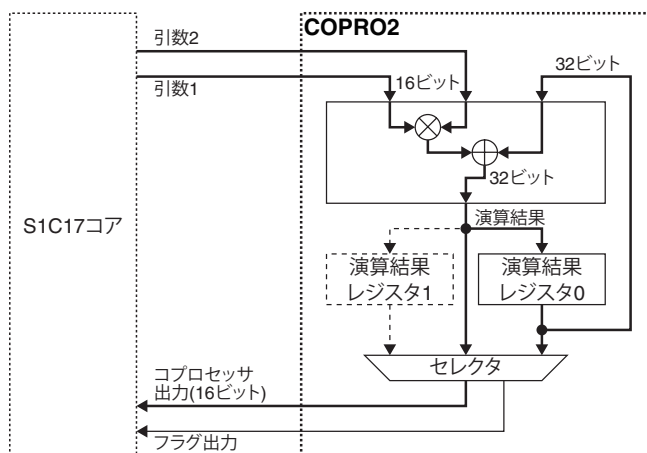 COPRO2
引数2
引数1
16ビット
32ビット
32ビット
S1C17コア
演算結果
演算結果
レジスタ1
演算結果
レジスタ0
セレクタ
コプロセッサ
出力(16ビット)
フラグ出力